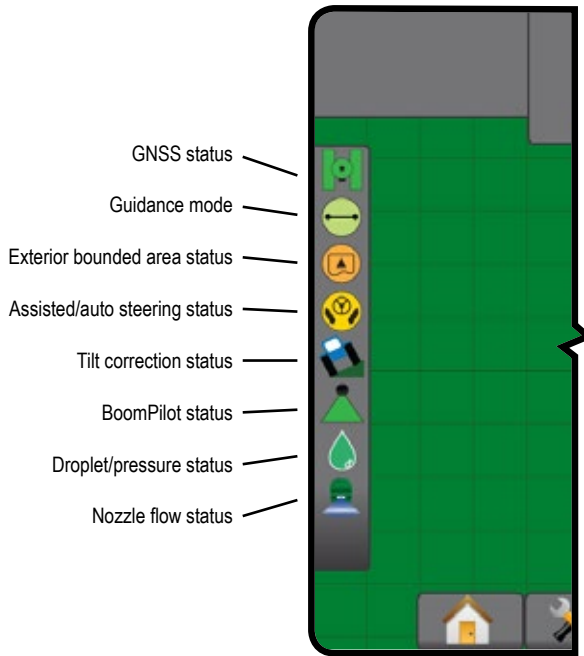 GNSS status
Guidance mode
Exterior bounded area status
Assisted/auto steering status
Tilt correction status
BoomPilot status
Droplet/pressure status
Nozzle flow status